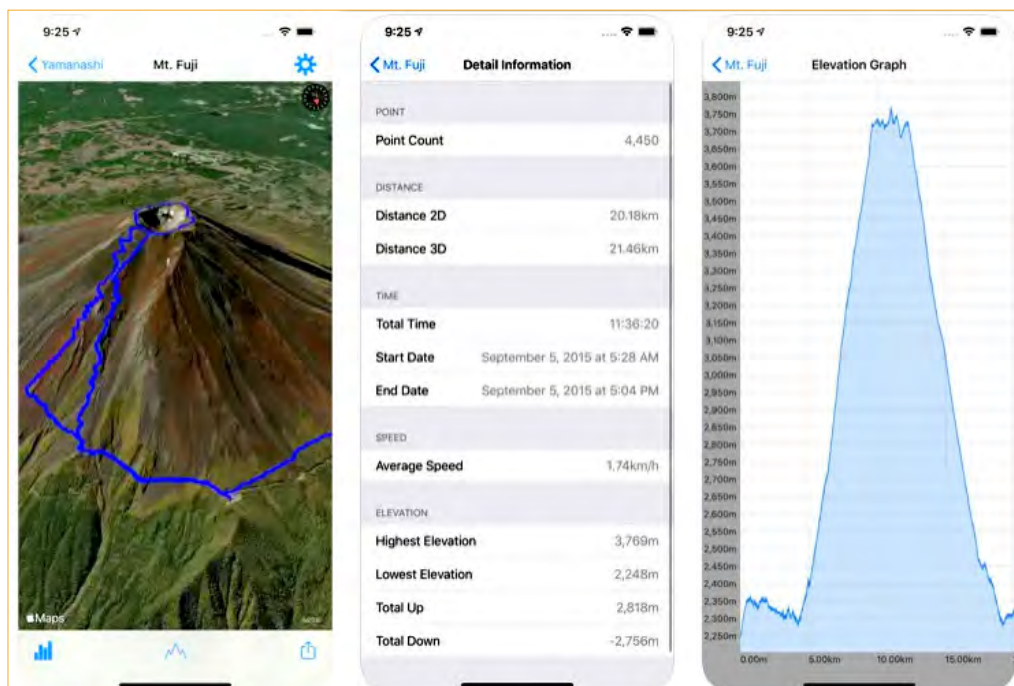 9:25
Yamanashi
Mt. Fuji
Maps
9:25
Mt. Fuji
Detail Information
POINT
Point Count 4,450
DISTANCE
Distance 2D 20.18km
Distance 3D 21.46km
TIME
Total Time 11:36:20
Start Date September 5, 2015 at 5:28 AM
End Date September 5, 2015 at 5:04 PM
SPEED
Average Speed 1.74km/h
ELEVATION
Highest Elevation 3,769m
Lowest Elevation 2,248m
Total Up 2,818m
Total Down -2,756m
9:25
Mt. Fuji
Elevation Graph
3,800m
3,750m
3,700m
3,650m
3,600m
3,550m
3,500m
3,450m
3,400m
3,350m
3,300m
3,250m
3,200m
3,150m
3,100m
3,050m
3,000m
2,950m
2,900m
2,850m
2,800m
2,750m
2,700m
2,650m
2,600m
2,550m
2,500m
2,450m
2,400m
2,350m
2,300m
2,250m
0.00m 5.00km 10.00km 15.00km